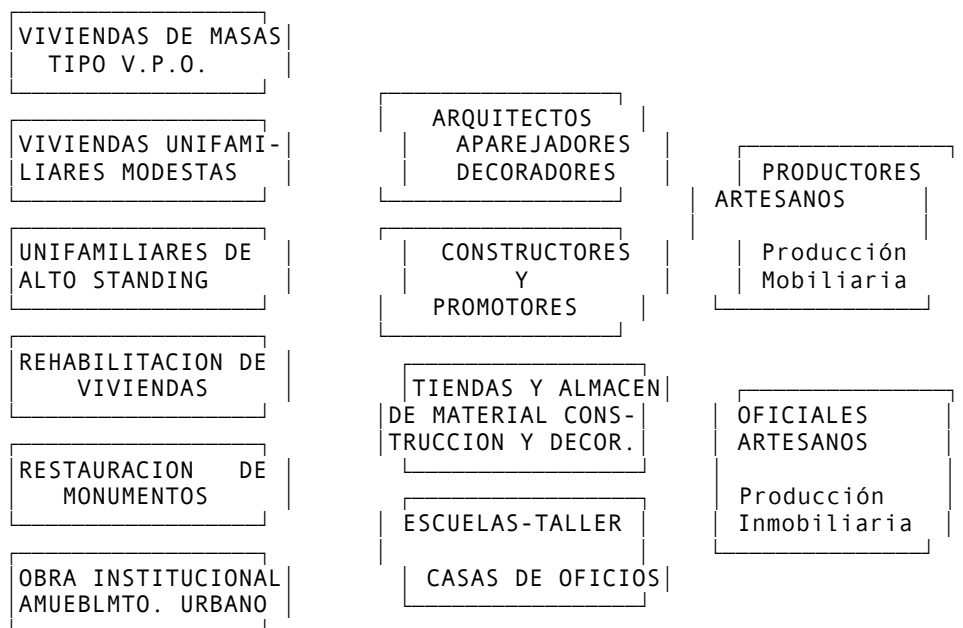 VIVIENDAS DE MASAS
TIPO V.P.O.
VIVIENDAS UNIFAMI-
LIARES MODESTAS
UNIFAMILIARES DE
ALTO STANDING
REHABILITACION DE
VIVIENDAS
RESTAURACION DE
MONUMENTOS
OBRA INSTITUCIONAL
AMUEBLMTO. URBANO
ARQUITECTOS
APAREJADORES
DECORADORES
CONSTRUCTORES
Y
PROMOTORES
TIENDAS Y ALMACEN
DE MATERIAL CONS-
TRUCCION Y DECOR.
ESCUELAS-TALLER
CASAS DE OFICIOS
PRODUCTORES
ARTESANOS
Producción
Mobiliaria
OFICIALES
ARTESANOS
Producción
Inmobiliaria